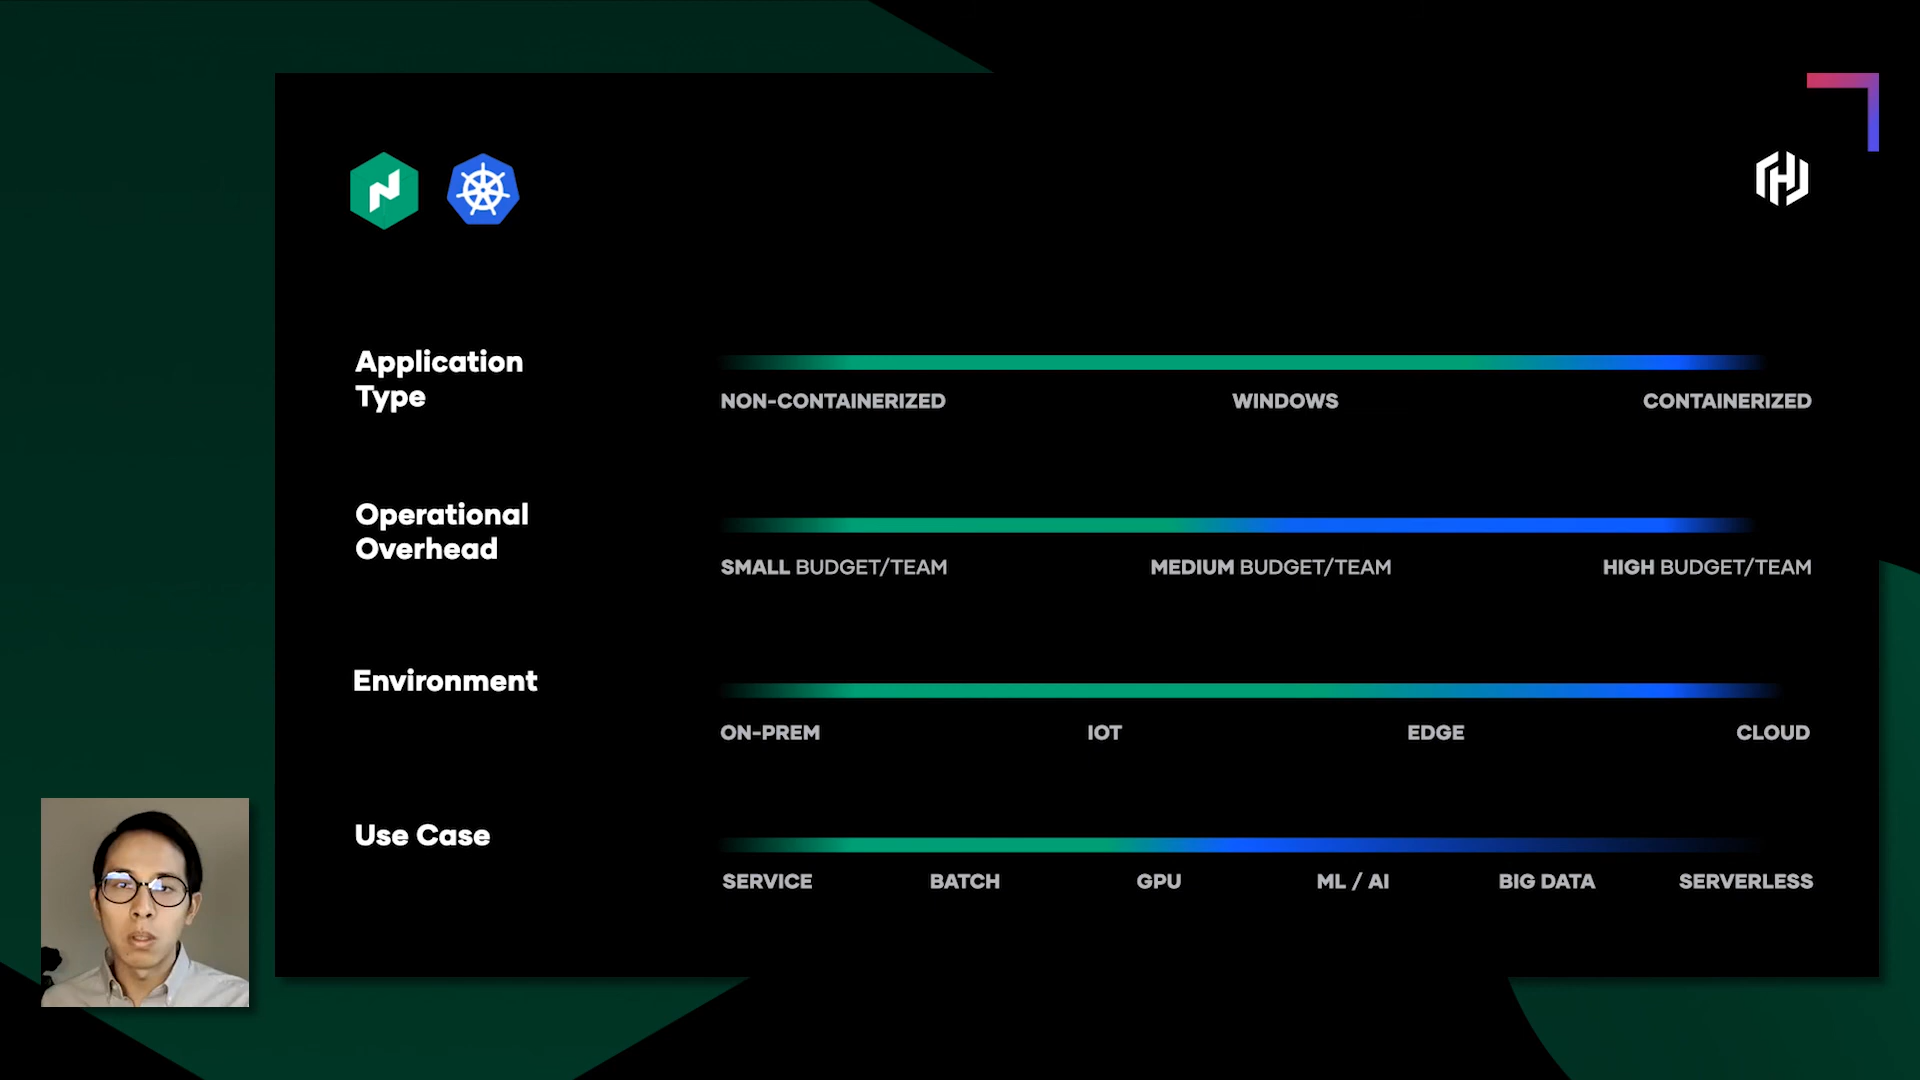 Application
Type
NON-CONTAINERIZED WINDOWS CONTAINERIZED
Operational
Overhead
SMALL BUDGET/TEAM MEDIUM BUDGET/TEAM HIGH BUDGET/TEAM
Environment
ON-PREM IOT EDGE CLOUD
Use Case
SERVICE BATCH GPU ML / AI BIG DATA SERVERLESS